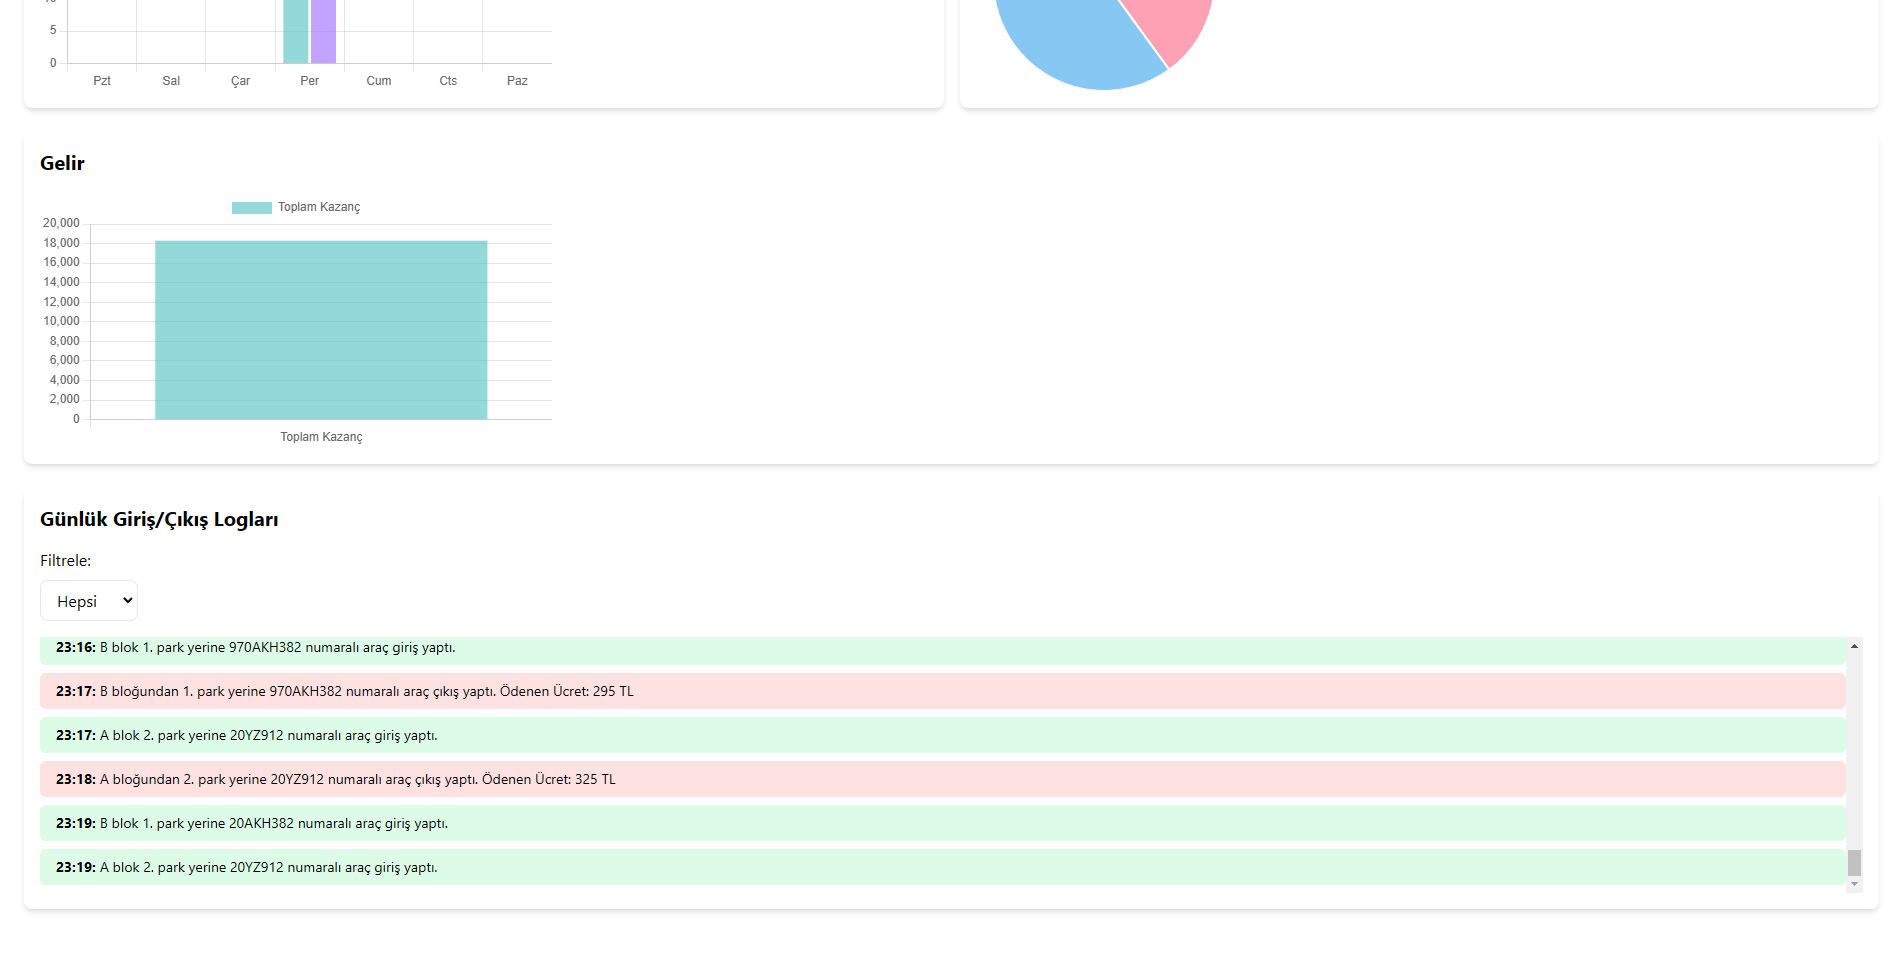 5
0
Pzt Sal Çar Per Cum Cts Paz
Gelir
Toplam Kazanç
20,000
18,000
16,000
14,000
12,000
10,000
8,000
6,000
4,000
2,000
0
Toplam Kazanç
Günlük Giriş/Çıkış Logları
Filtrele:
Hepsi
23:16: B blok 1. park yerine 970AKH382 numaralı araç giriş yaptı.
23:17: B bloğundan 1. park yerine 970AKH382 numaralı araç çıkış yaptı. Ödenen Ücret: 295 TL
23:17: A blok 2. park yerine 20YZ912 numaralı araç giriş yaptı.
23:18: A bloğundan 2. park yerine 20YZ912 numaralı araç çıkış yaptı. Ödenen Ücret: 325 TL
23:19: B blok 1. park yerine 20AKH382 numaralı araç giriş yaptı.
23:19: A blok 2. park yerine 20YZ912 numaralı araç giriş yaptı.